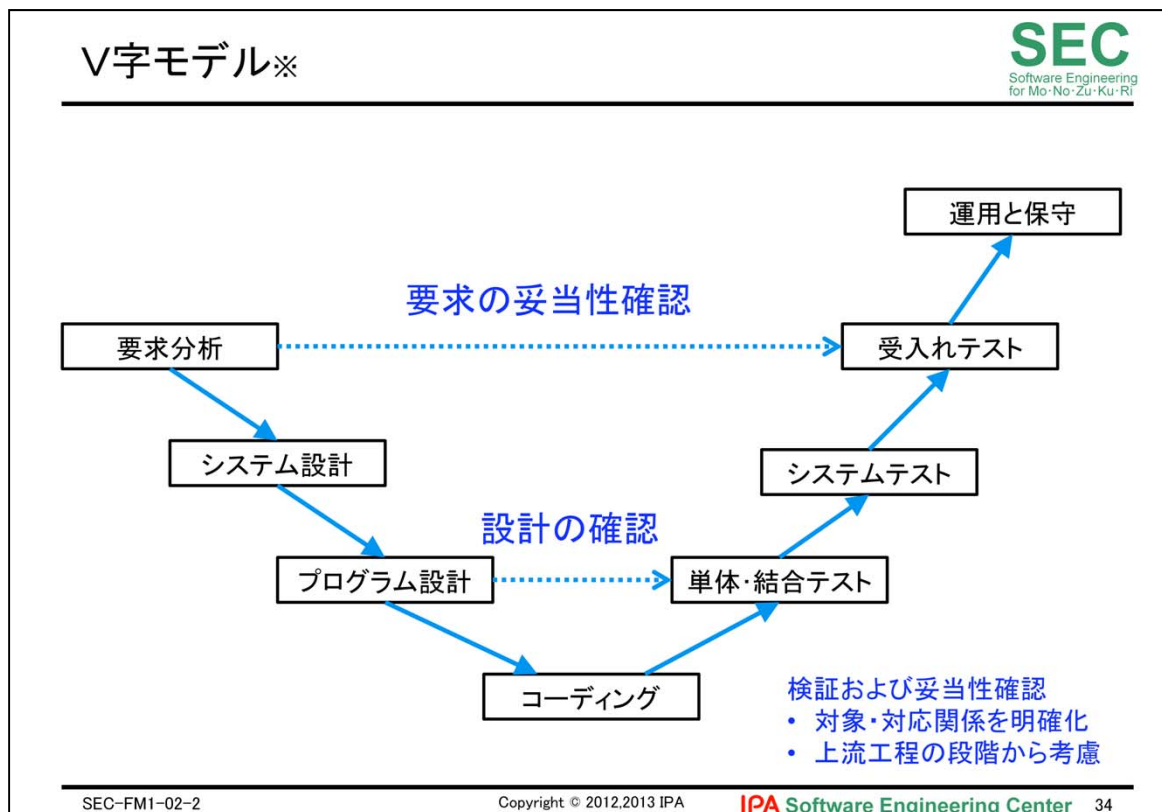 V字モデル※
SEC
Software Engineering
for Mo･No･Zu･Ku･Ri
運用と保守
要求の妥当性確認
要求分析
受入れテスト
システム設計
システムテスト
設計の確認
プログラム設計
単体･結合テスト
コーディング
検証および妥当性確認
• 対象･対応関係を明確化
• 上流工程の段階から考慮
SEC-FM1-02-2
Copyright © 2012,2013 IPA
IPA Software Engineering Center
34